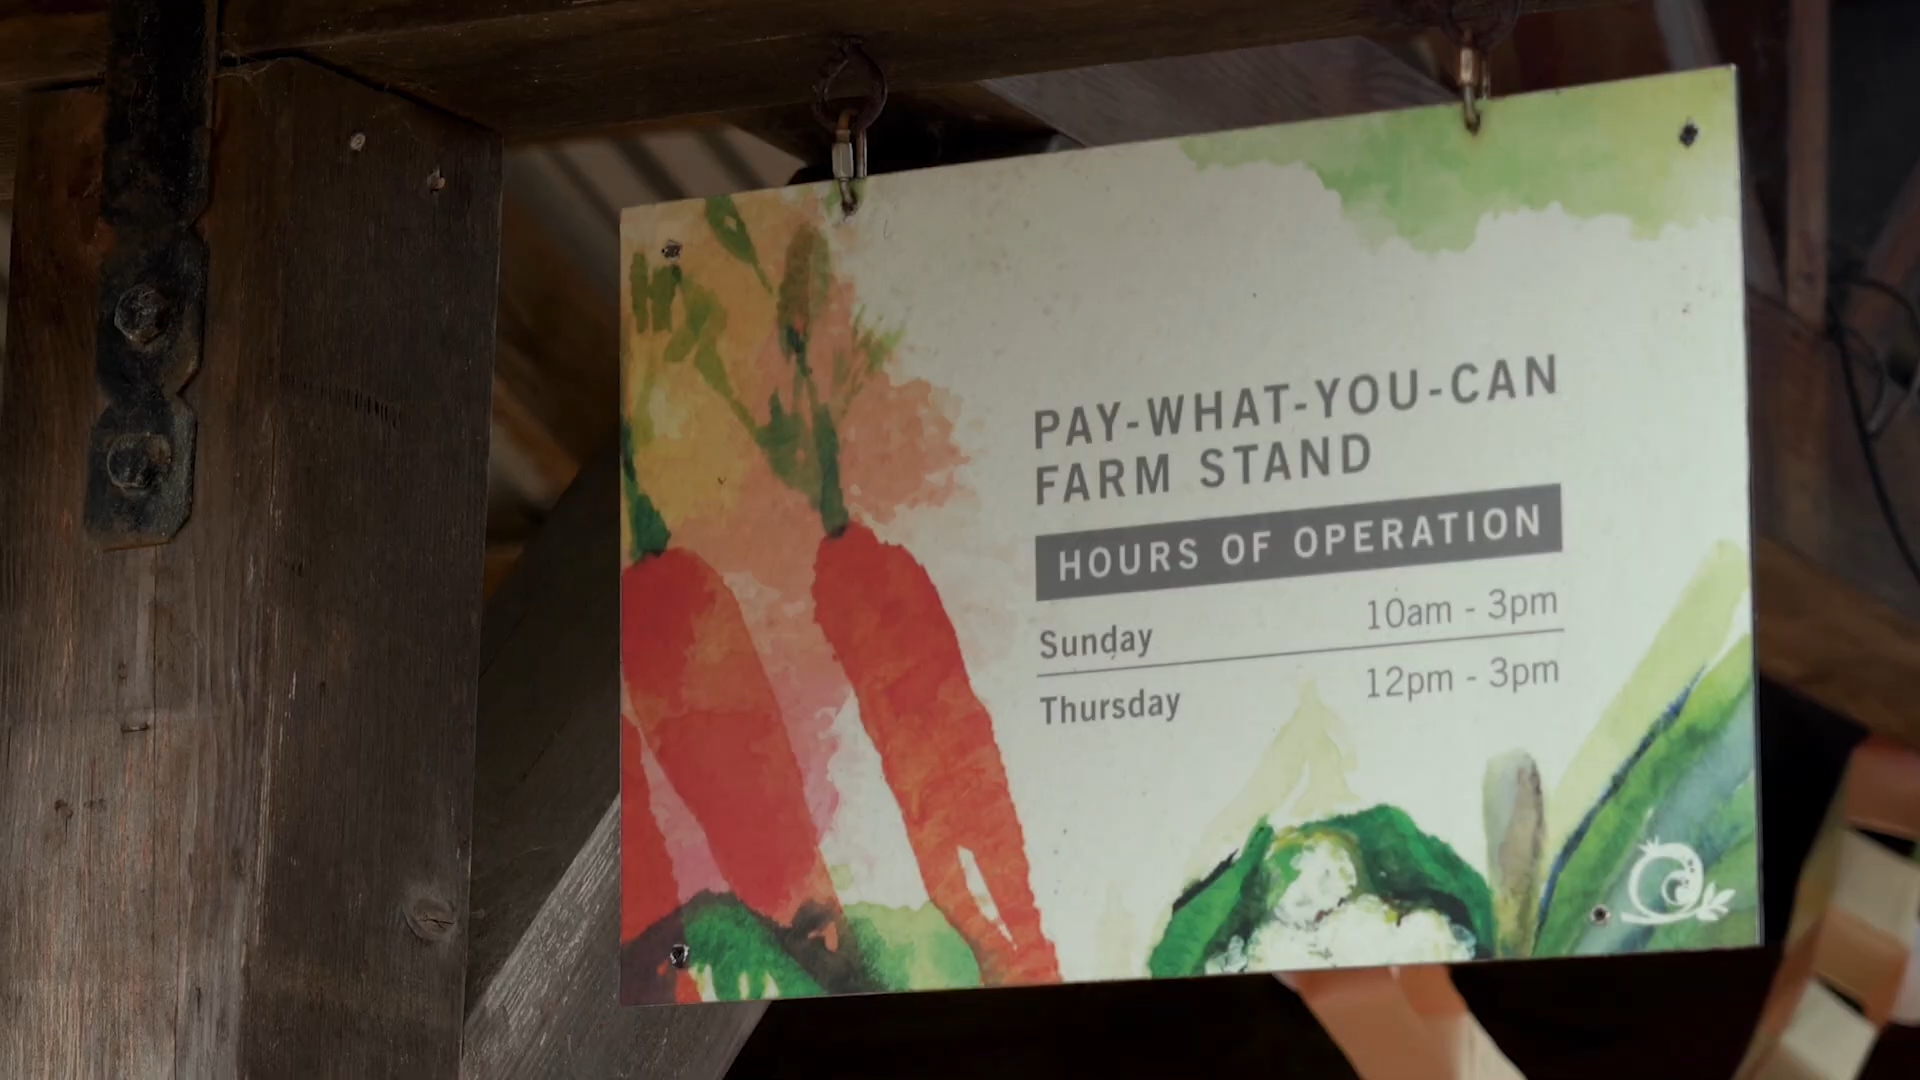 PAY-WHAT-YOU-CAN
FARM STAND
HOURS OF OPERATION
Sunday 10am - 3pm
Thursday 12pm - 3pm